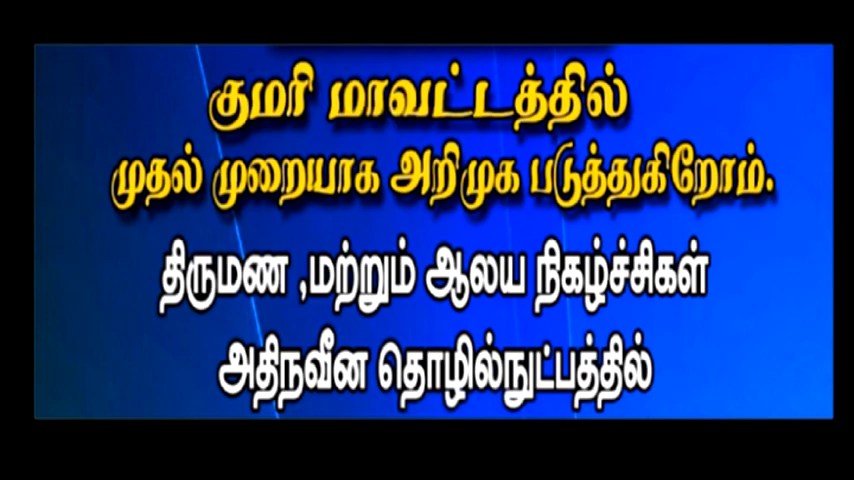 குமரி மாவட்டத்தில்
முதல் முறையாக அறிமுக படுத்துகிறோம்.
திருமண ,மற்றும் ஆலய நிகழ்ச்சிகள்
அதிநவீன தொழில்நுட்பத்தில்